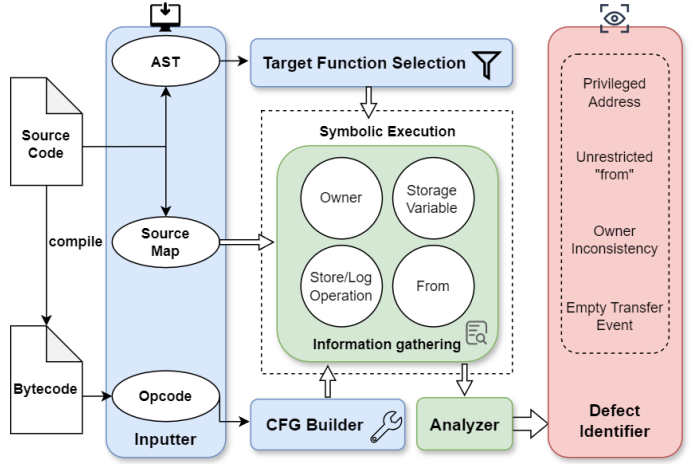 Source
Code
compile
Bytecode
AST
Source
Map
Opcode
Inputter
Target Function Selection
Symbolic Execution
Owner
Storage
Variable
Store/Log
Operation
From
Information gathering
CFG Builder
Analyzer
Privileged
Address
Unrestricted
"from"
Owner
Inconsistency
Empty Transfer
Event
Defect
Identifier